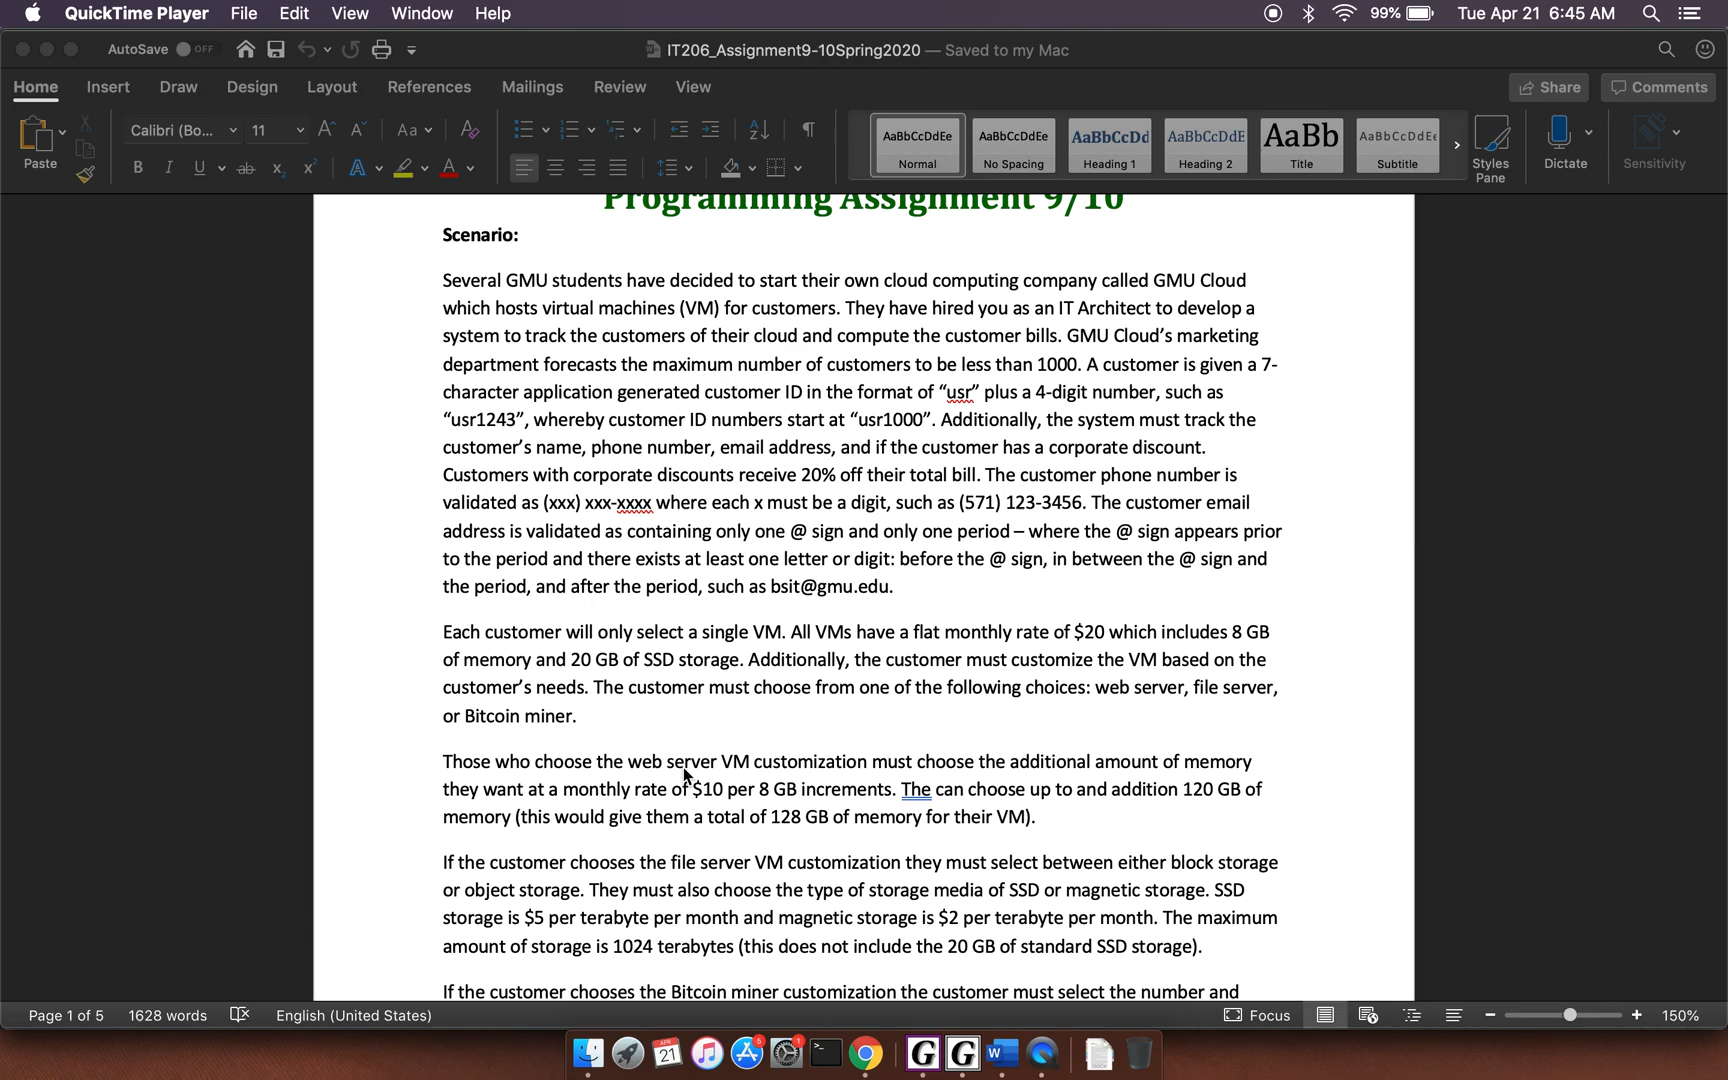 QuickTime Player File Edit View Window Help 99% Tue Apr 21 6:45 AM
AutoSave OFF IT206_Assignment9-10Spring2020 — Saved to my Mac
Home Insert Draw Design Layout References Mailings Review View Share Comments
Paste Calibri (Bo... 11 Aa
AaBbCcDdEe AaBbCcDdEe AaBbCcDd AaBbCcDdE AaBb AaBbCcDdEe
Normal No Spacing Heading 1 Heading 2 Title Subtitle Styles Pane Dictate Sensitivity
Programming Assignment 9/10
Scenario:
Several GMU students have decided to start their own cloud computing company called GMU Cloud
which hosts virtual machines (VM) for customers. They have hired you as an IT Architect to develop a
system to track the customers of their cloud and compute the customer bills. GMU Cloud’s marketing
department forecasts the maximum number of customers to be less than 1000. A customer is given a 7-
character application generated customer ID in the format of “usr” plus a 4-digit number, such as
“usr1243”, whereby customer ID numbers start at “usr1000”. Additionally, the system must track the
customer’s name, phone number, email address, and if the customer has a corporate discount.
Customers with corporate discounts receive 20% off their total bill. The customer phone number is
validated as (xxx) xxx-xxxx where each x must be a digit, such as (571) 123-3456. The customer email
address is validated as containing only one @ sign and only one period – where the @ sign appears prior
to the period and there exists at least one letter or digit: before the @ sign, in between the @ sign and
the period, and after the period, such as bsit@gmu.edu.
Each customer will only select a single VM. All VMs have a flat monthly rate of $20 which includes 8 GB
of memory and 20 GB of SSD storage. Additionally, the customer must customize the VM based on the
customer’s needs. The customer must choose from one of the following choices: web server, file server,
or Bitcoin miner.
Those who choose the web server VM customization must choose the additional amount of memory
they want at a monthly rate of $10 per 8 GB increments. The can choose up to and addition 120 GB of
memory (this would give them a total of 128 GB of memory for their VM).
If the customer chooses the file server VM customization they must select between either block storage
or object storage. They must also choose the type of storage media of SSD or magnetic storage. SSD
storage is $5 per terabyte per month and magnetic storage is $2 per terabyte per month. The maximum
amount of storage is 1024 terabytes (this does not include the 20 GB of standard SSD storage).
If the customer chooses the Bitcoin miner customization the customer must select the number and
Page 1 of 5 1628 words English (United States) Focus 150%